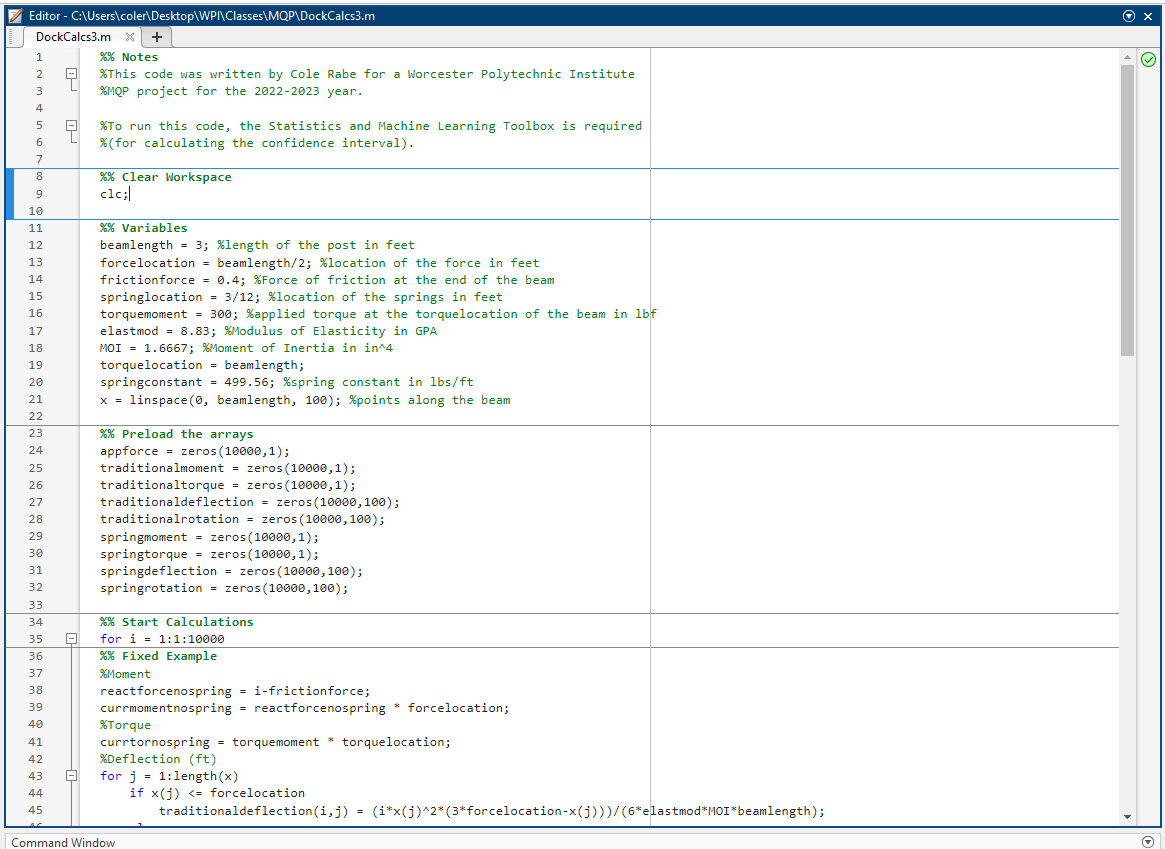 Editor - C:\Users\coler\Desktop\WPI\Classes\MQP\DockCalcs3.m
DockCalcs3.m
1 %% Notes
2 %This code was written by Cole Rabe for a Worcester Polytechnic Institute
3 %MQP project for the 2022-2023 year.
4
5 %To run this code, the Statistics and Machine Learning Toolbox is required
6 %(for calculating the confidence interval).
7
8 %% Clear Workspace
9 clc;
10
11 %% Variables
12 beamlength = 3; %length of the post in feet
13 forcelocation = beamlength/2; %location of the force in feet
14 frictionforce = 0.4; %Force of friction at the end of the beam
15 springlocation = 3/12; %location of the springs in feet
16 torquemoment = 300; %applied torque at the torquelocation of the beam in lbf
17 elastmod = 8.83; %Modulus of Elasticity in GPA
18 MOI = 1.6667; %Moment of Inertia in in^4
19 torquelocation = beamlength;
20 springconstant = 499.56; %spring constant in lbs/ft
21 x = linspace(0, beamlength, 100); %points along the beam
22
23 %% Preload the arrays
24 appforce = zeros(10000,1);
25 traditionalmoment = zeros(10000,1);
26 traditionaltorque = zeros(10000,1);
27 traditionaldeflection = zeros(10000,100);
28 traditionalrotation = zeros(10000,100);
29 springmoment = zeros(10000,1);
30 springtorque = zeros(10000,1);
31 springdeflection = zeros(10000,100);
32 springrotation = zeros(10000,100);
33
34 %% Start Calculations
35 for i = 1:1:10000
36 %% Fixed Example
37 %Moment
38 reactforcenospring = i-frictionforce;
39 currmomentnospring = reactforcenospring * forcelocation;
40 %Torque
41 currtornospring = torquemoment * torquelocation;
42 %Deflection (ft)
43 for j = 1:length(x)
44 if x(j) <= forcelocation
45 traditionaldeflection(i,j) = (i*x(j)^2*(3*forcelocation-x(j)))/(6*elastmod*MOI*beamlength);
Command Window